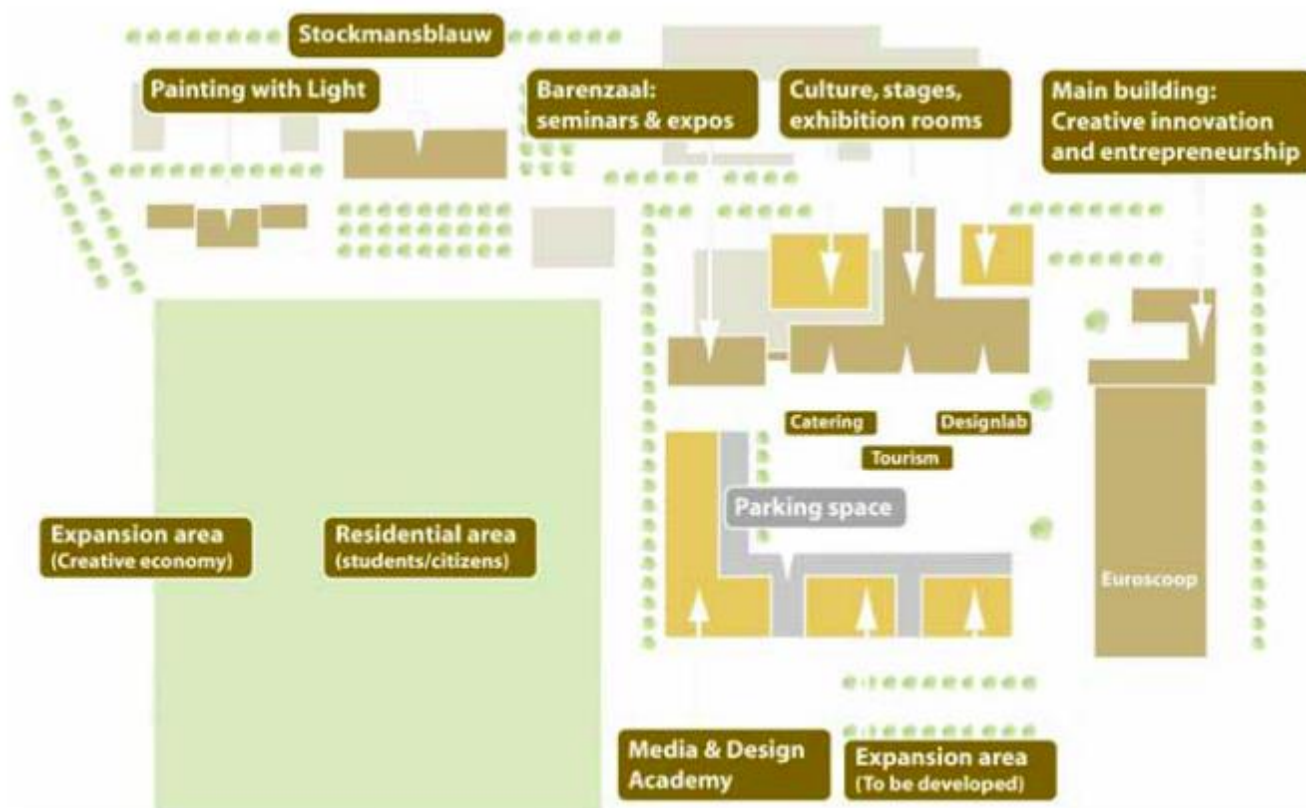 Stockmansblauw
Painting with Light
Barenzaal:
seminars & expos
Culture, stages,
exhibition rooms
Main building:
Creative innovation
and entrepreneurship
Catering
Designlab
Tourism
Parking space
Expansion area
(Creative economy)
Residential area
(students/citizens)
Euroscoop
Media & Design
Academy
Expansion area
(To be developed)